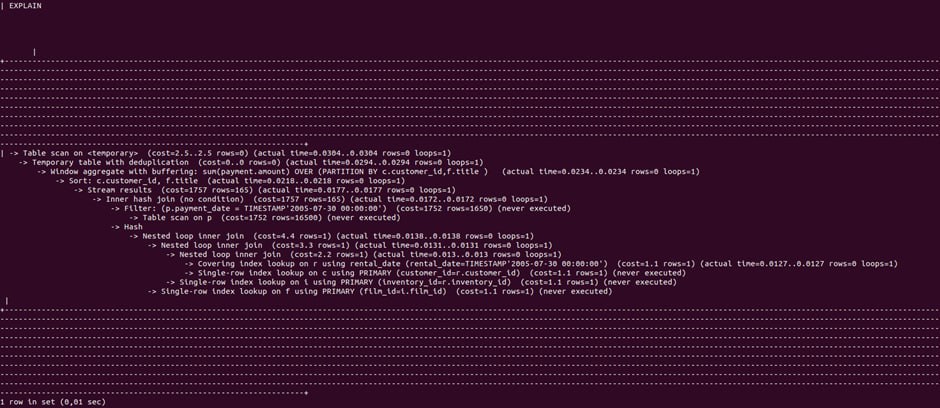 | EXPLAIN
|
| -> Table scan on <temporary>  (cost=2.5..2.5 rows=0) (actual time=0.0304..0.0304 rows=0 loops=1)
    -> Temporary table with deduplication  (cost=0..0 rows=0) (actual time=0.0294..0.0294 rows=0 loops=1)
        -> Window aggregate with buffering: sum(payment.amount) OVER (PARTITION BY c.customer_id,f.title )   (actual time=0.0234..0.0234 rows=0 loops=1)
            -> Sort: c.customer_id, f.title  (actual time=0.0218..0.0218 rows=0 loops=1)
                -> Stream results  (cost=1757 rows=165) (actual time=0.0177..0.0177 rows=0 loops=1)
                    -> Inner hash join (no condition)  (cost=1757 rows=165) (actual time=0.0172..0.0172 rows=0 loops=1)
                        -> Filter: (p.payment_date = TIMESTAMP'2005-07-30 00:00:00')  (cost=1752 rows=1650) (never executed)
                            -> Table scan on p  (cost=1752 rows=16500) (never executed)
                        -> Hash
                            -> Nested loop inner join  (cost=4.4 rows=1) (actual time=0.0138..0.0138 rows=0 loops=1)
                                -> Nested loop inner join  (cost=3.3 rows=1) (actual time=0.0131..0.0131 rows=0 loops=1)
                                    -> Nested loop inner join  (cost=2.2 rows=1) (actual time=0.013..0.013 rows=0 loops=1)
                                        -> Covering index lookup on r using rental_date (rental_date=TIMESTAMP'2005-07-30 00:00:00')  (cost=1.1 rows=1) (actual time=0.0127..0.0127 rows=0 loops=1)
                                        -> Single-row index lookup on c using PRIMARY (customer_id=r.customer_id)  (cost=1.1 rows=1) (never executed)
                                    -> Single-row index lookup on i using PRIMARY (inventory_id=r.inventory_id)  (cost=1.1 rows=1) (never executed)
                                -> Single-row index lookup on f using PRIMARY (film_id=i.film_id)  (cost=1.1 rows=1) (never executed)
|
1 row in set (0,01 sec)